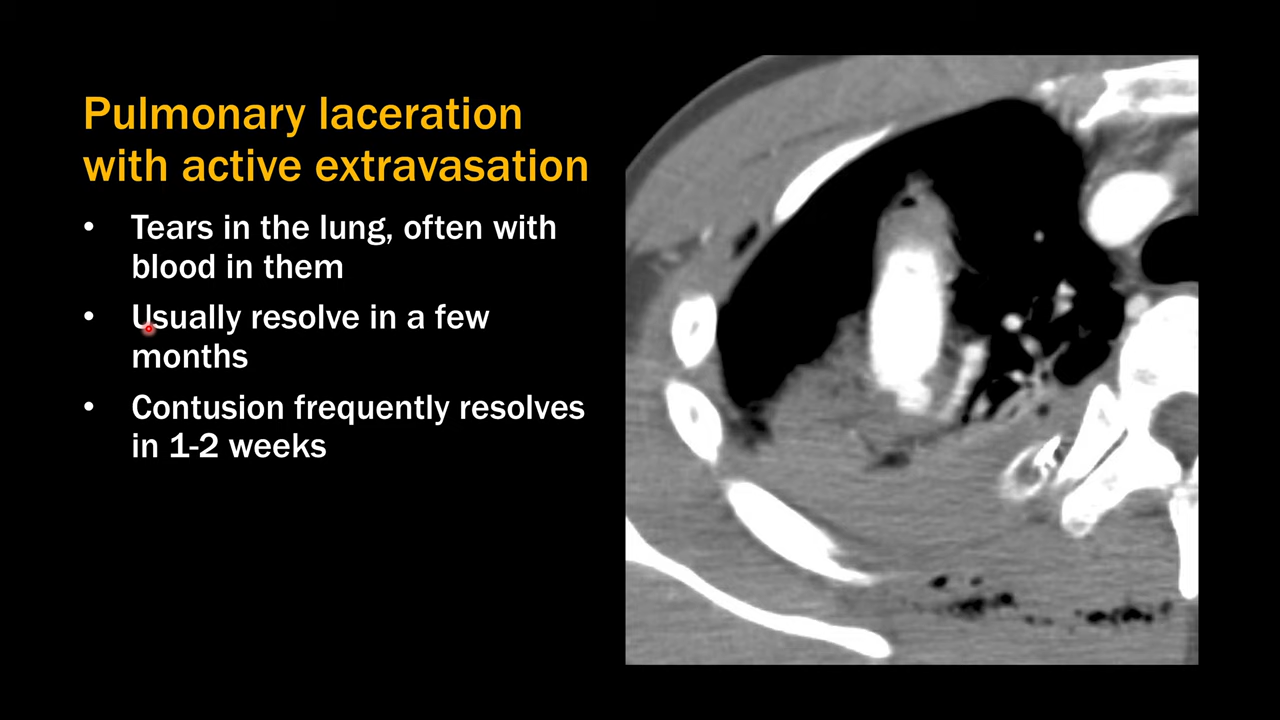 Pulmonary laceration
with active extravasation
• Tears in the lung, often with
blood in them
• Usually resolve in a few
months
• Contusion frequently resolves
in 1-2 weeks